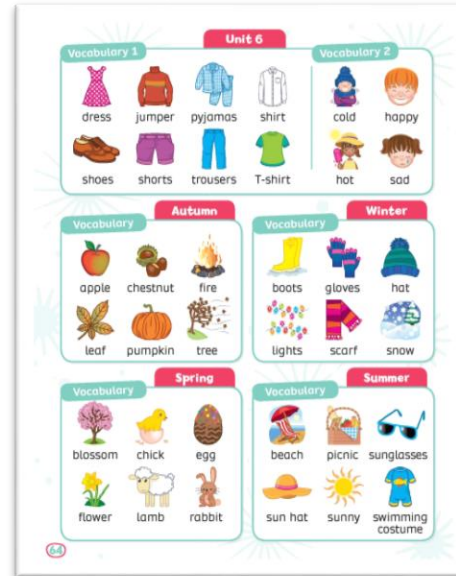 Unit 6
Vocabulary 1
dress jumper pyjamas shirt
shoes shorts trousers T-shirt
Vocabulary 2
cold happy
hot sad
Autumn
Vocabulary
apple chestnut fire
leaf pumpkin tree
Winter
Vocabulary
boots gloves hat
lights scarf snow
Spring
Vocabulary
blossom chick egg
flower lamb rabbit
Summer
Vocabulary
beach picnic sunglasses
sun hat sunny swimming
costume
64